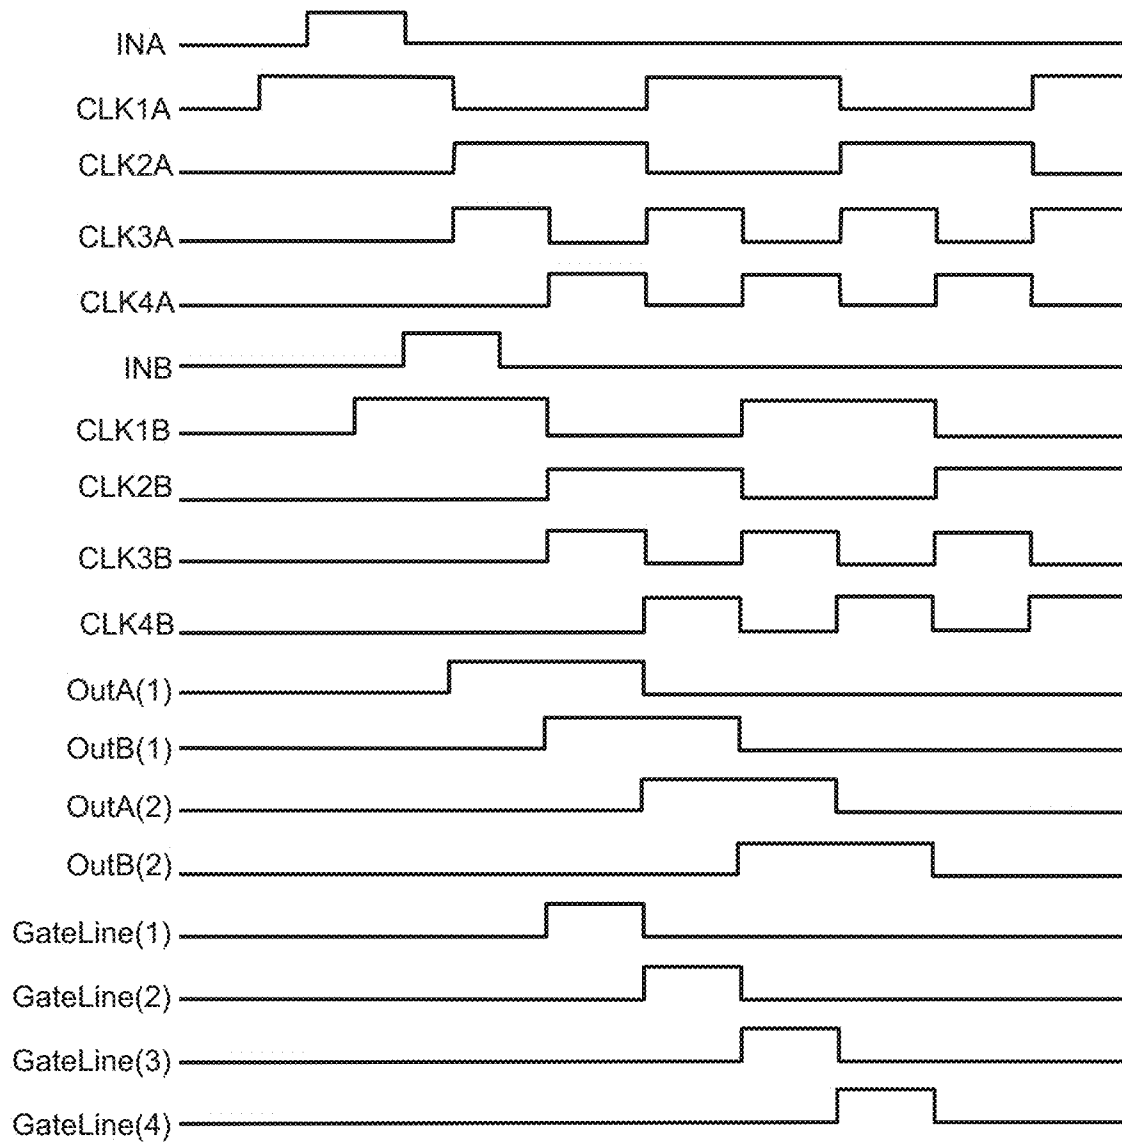 INA
CLK1A
CLK2A
CLK3A
CLK4A
INB
CLK1B
CLK2B
CLK3B
CLK4B
OutA(1)
OutB(1)
OutA(2)
OutB(2)
GateLine(1)
GateLine(2)
GateLine(3)
GateLine(4)